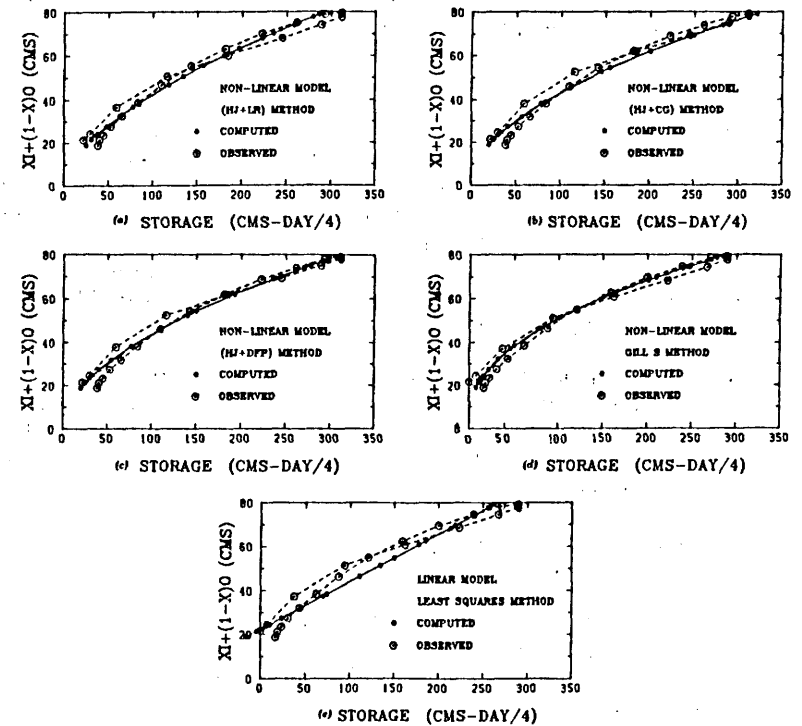 80
60
40
20
0
XI+(1-X)O (CMS)
NON-LINEAR MODEL
(HJ+LR) METHOD
COMPUTED
OBSERVED
0 50 100 150 200 250 300 350
(a) STORAGE (CMS-DAY/4)
80
60
40
20
0
XI+(1-X)O (CMS)
NON-LINEAR MODEL
(HJ+CG) METHOD
COMPUTED
OBSERVED
0 50 100 150 200 250 300 350
(b) STORAGE (CMS-DAY/4)
80
60
40
20
0
XI+(1-X)O (CMS)
NON-LINEAR MODEL
(HJ+DFP) METHOD
COMPUTED
OBSERVED
0 50 100 150 200 250 300 350
(c) STORAGE (CMS-DAY/4)
80
60
40
20
0
XI+(1-X)O (CMS)
NON-LINEAR MODEL
GILL S METHOD
COMPUTED
OBSERVED
0 50 100 150 200 250 300 350
(d) STORAGE (CMS-DAY/4)
80
60
40
20
0
XI+(1-X)O (CMS)
LINEAR MODEL
LEAST SQUARES METHOD
COMPUTED
OBSERVED
0 50 100 150 200 250 300 350
(e) STORAGE (CMS-DAY/4)